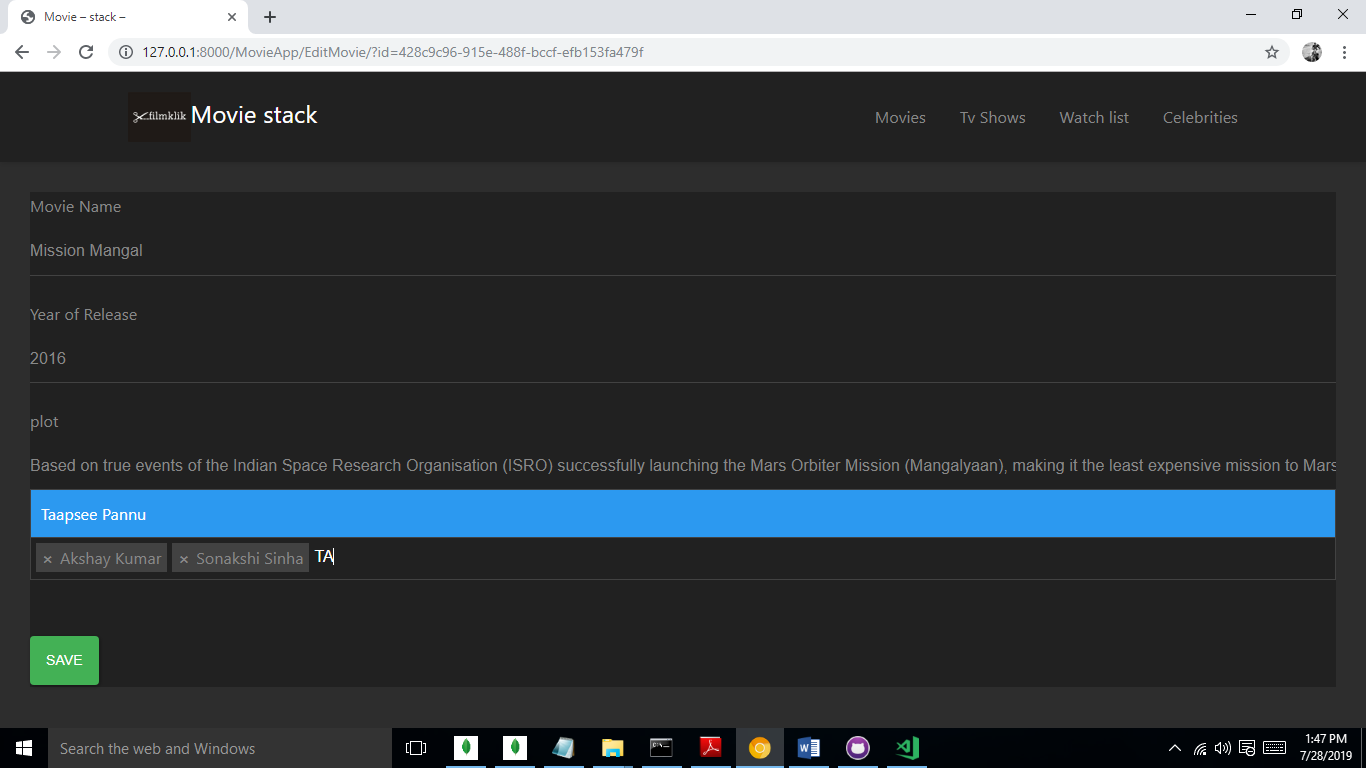 Movie – stack –
127.0.0.1:8000/MovieApp/EditMovie/?id=428c9c96-915e-488f-bccf-efb153fa479f
filmklik Movie stack Movies Tv Shows Watch list Celebrities
Movie Name
Mission Mangal
Year of Release
2016
plot
Based on true events of the Indian Space Research Organisation (ISRO) successfully launching the Mars Orbiter Mission (Mangalyaan), making it the least expensive mission to Mars
Taapsee Pannu
× Akshay Kumar × Sonakshi Sinha TA
SAVE
Search the web and Windows
1:47 PM
7/28/2019